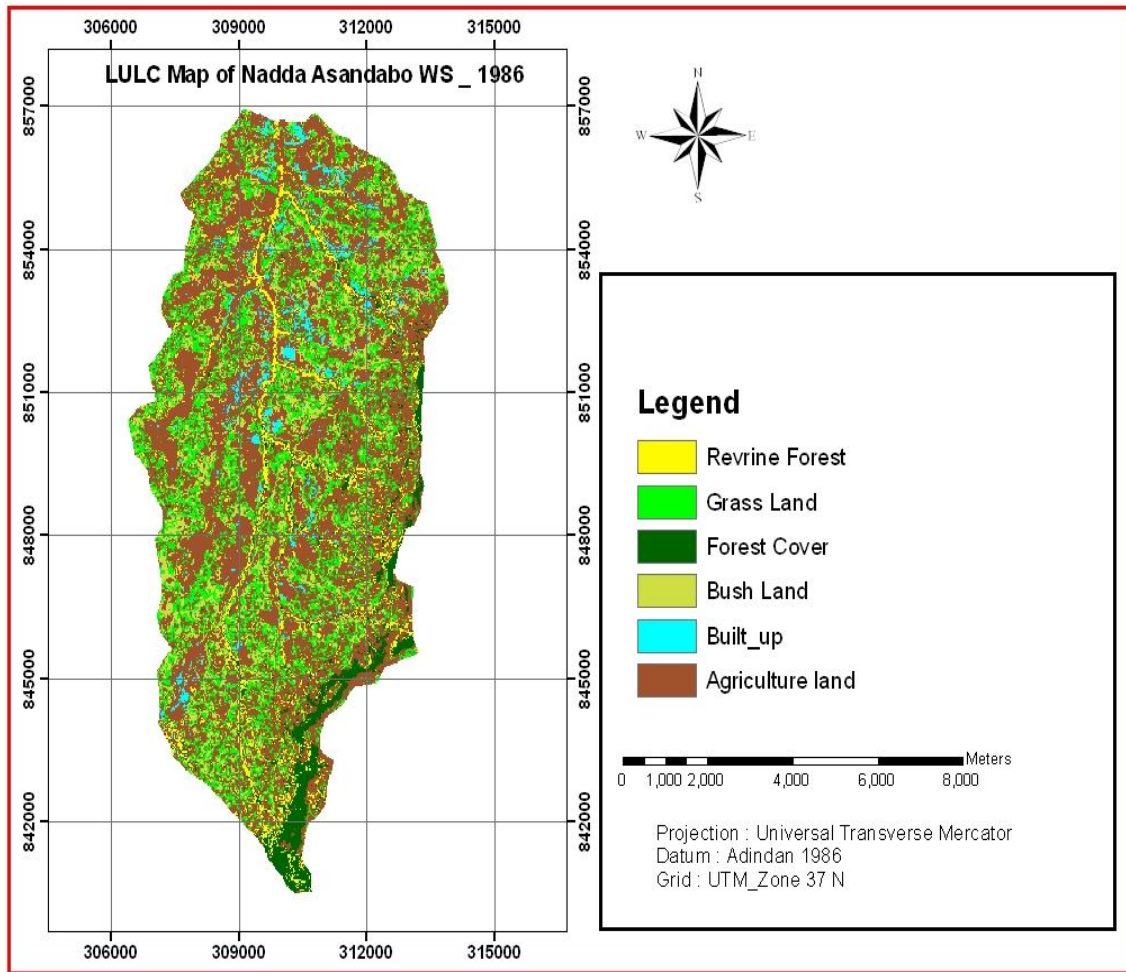 306000 309000 312000 315000
LULC Map of Nadda Asandabo WS _ 1986
N
W E
S
857000 857000
854000 854000
851000 851000
848000 848000
845000 845000
842000 842000
306000 309000 312000 315000
Legend
Revrine Forest
Grass Land
Forest Cover
Bush Land
Built_up
Agriculture land
Meters
0 1,000 2,000 4,000 6,000 8,000
Projection : Universal Transverse Mercator
Datum : Adindan 1986
Grid : UTM_Zone 37 N